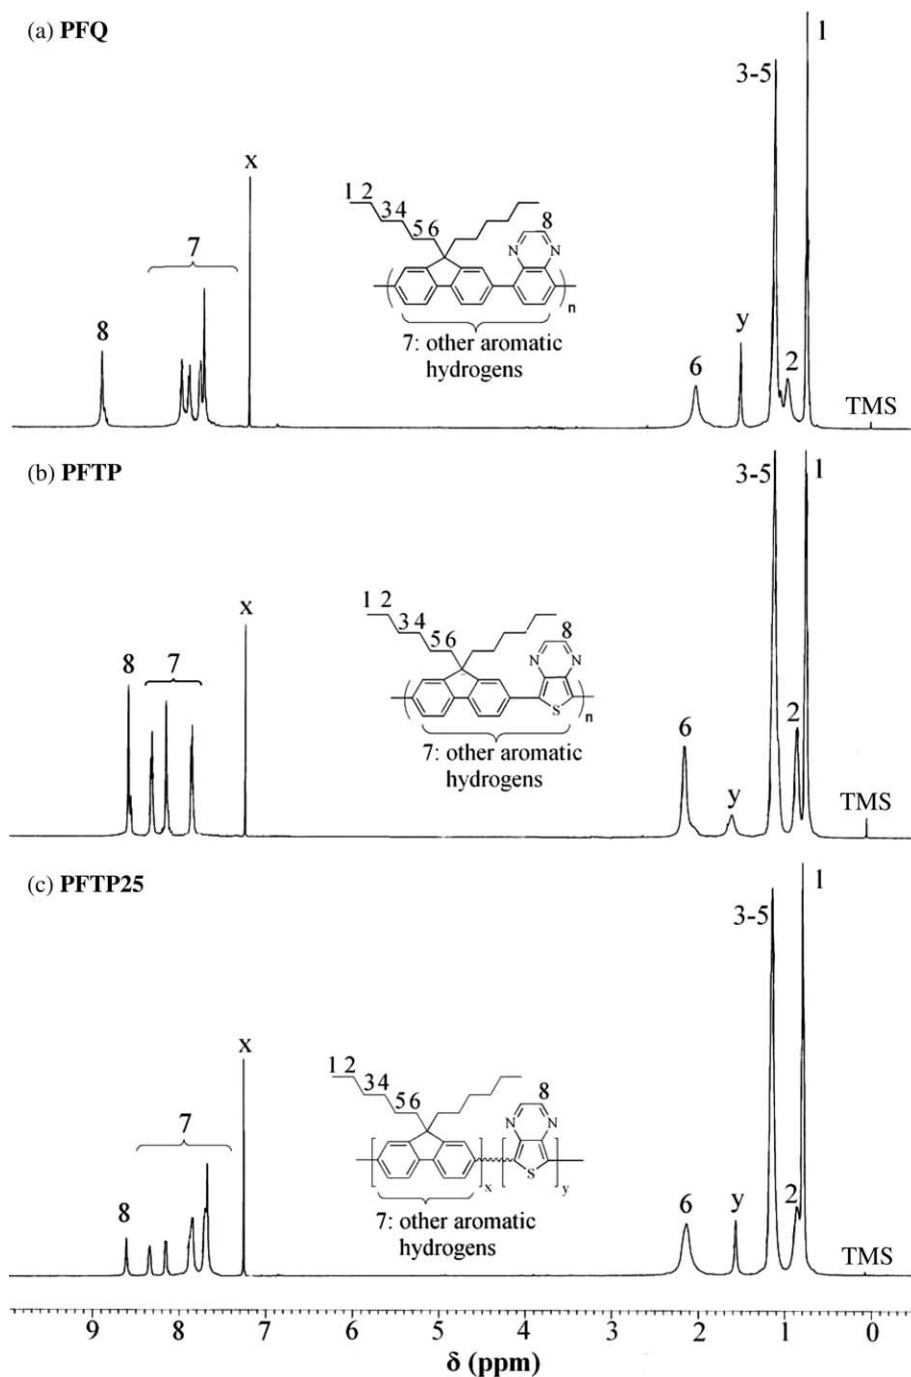 (a) PFQ
1
3-5
x
1 2
3 4
5 6
8
7
N
N
n
8
7: other aromatic
hydrogens
6
y
2
TMS
(b) PFTP
3-5
1
x
1 2
3 4
5 6
8
8
7
N
N
S
n
7: other aromatic
hydrogens
6
y
2
TMS
(c) PFTP25
1
3-5
x
1 2
3 4
5 6
8
7
N
N
S
x
y
8
7: other aromatic
hydrogens
6
y
2
TMS
9 8 7 6 5 4 3 2 1 0
δ (ppm)